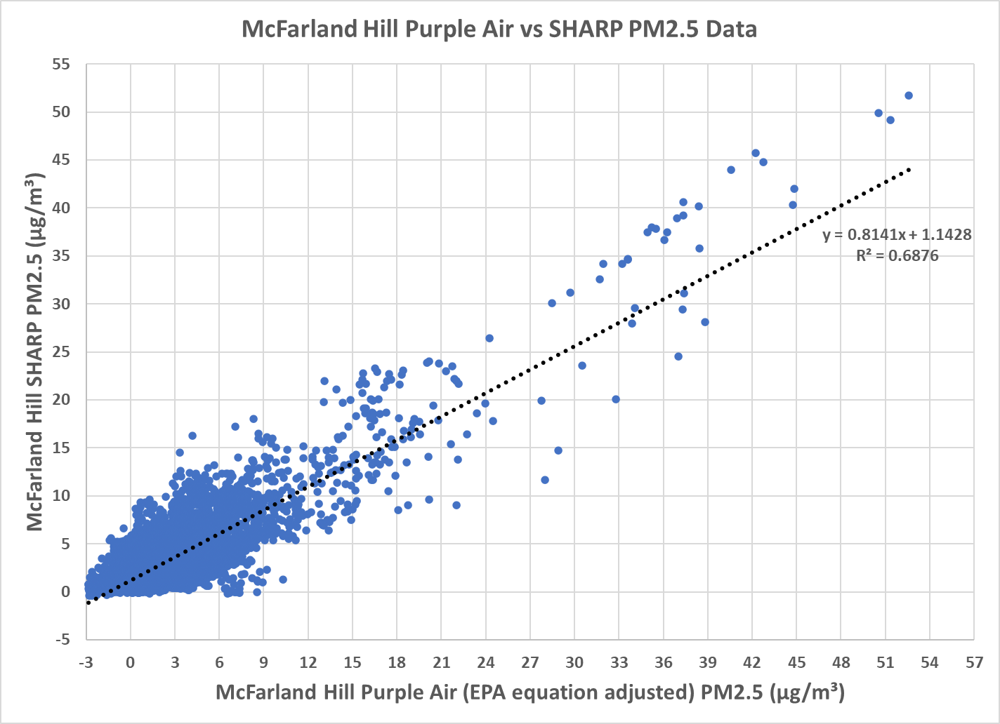 McFarland Hill Purple Air vs SHARP PM2.5 Data
55
50
45
40
35
30
25
20
15
10
5
0
-5
McFarland Hill SHARP PM2.5 (µg/m³)
y = 0.8141x + 1.1428
R² = 0.6876
-3 0 3 6 9 12 15 18 21 24 27 30 33 36 39 42 45 48 51 54 57
McFarland Hill Purple Air (EPA equation adjusted) PM2.5 (µg/m³)